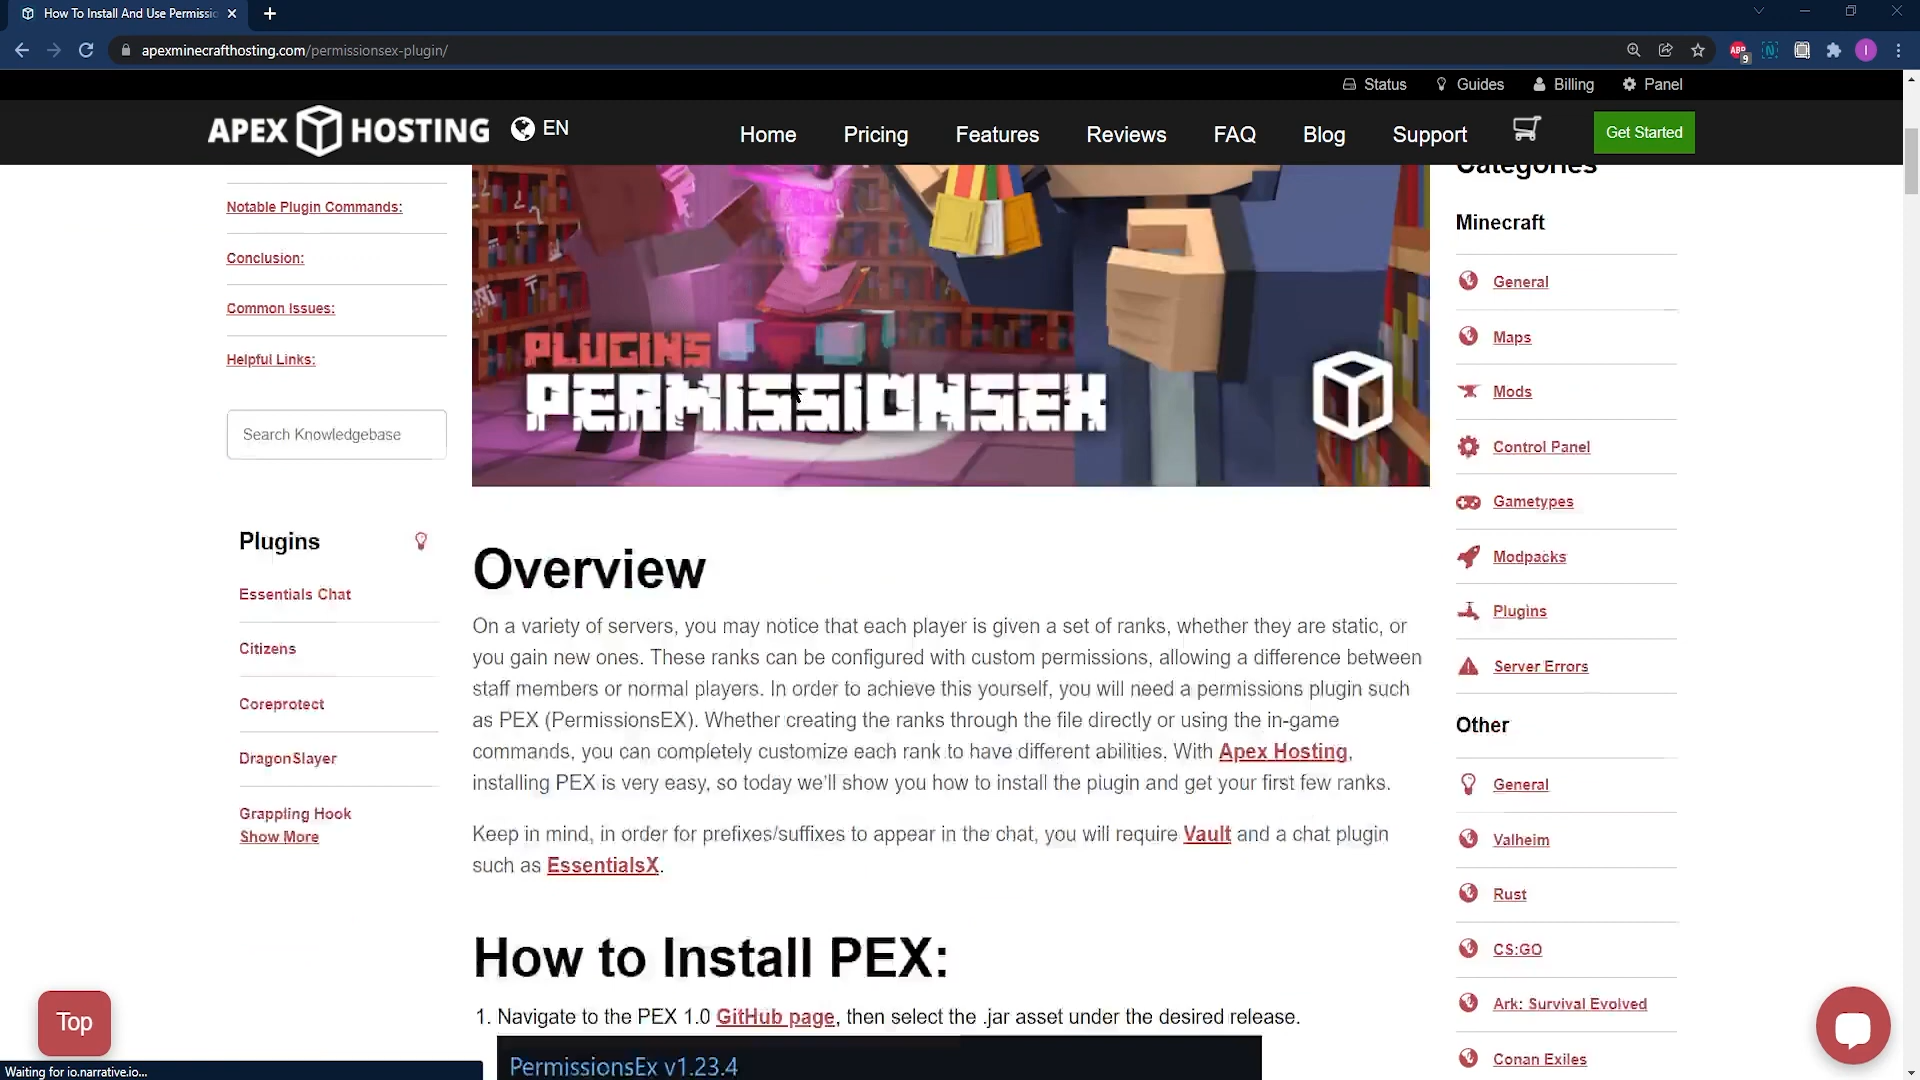 How To Install And Use Permissio
apexminecrafthosting.com/permissionsex-plugin/
ABP
9
N
I
Status
Guides
Billing
Panel
APEX HOSTING
EN
Home
Pricing
Features
Reviews
FAQ
Blog
Support
Get Started
Notable Plugin Commands:
Conclusion:
Common Issues:
Helpful Links:
Search Knowledgebase
Plugins
Essentials Chat
Citizens
Coreprotect
DragonSlayer
Grappling Hook
Show More
PLUGINS
PERMISSIONSEX
Overview
On a variety of servers, you may notice that each player is given a set of ranks, whether they are static, or
you gain new ones. These ranks can be configured with custom permissions, allowing a difference between
staff members or normal players. In order to achieve this yourself, you will need a permissions plugin such
as PEX (PermissionsEX). Whether creating the ranks through the file directly or using the in-game
commands, you can completely customize each rank to have different abilities. With Apex Hosting,
installing PEX is very easy, so today we'll show you how to install the plugin and get your first few ranks.
Keep in mind, in order for prefixes/suffixes to appear in the chat, you will require Vault and a chat plugin
such as EssentialsX.
How to Install PEX:
1. Navigate to the PEX 1.0 GitHub page, then select the .jar asset under the desired release.
PermissionsEx v1.23.4
Categories
Minecraft
General
Maps
Mods
Control Panel
Gametypes
Modpacks
Plugins
Server Errors
Other
General
Valheim
Rust
CS:GO
Ark: Survival Evolved
Conan Exiles
Top
Waiting for io.narrative.io...